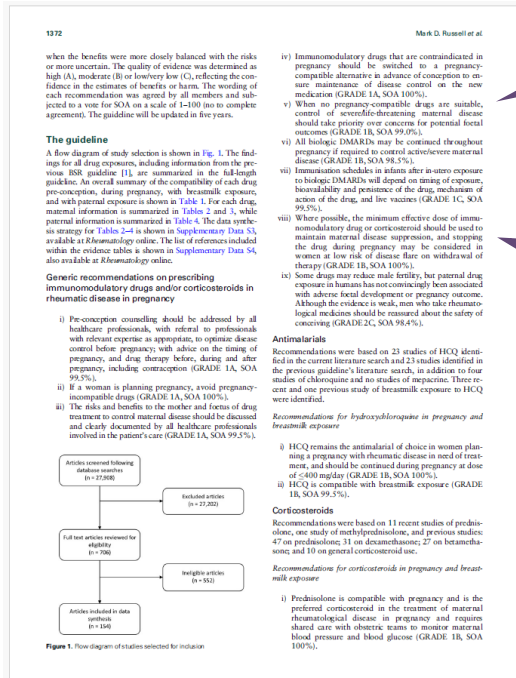 1372
Mark D. Russell et al.
when the benefits were more closely balanced with the risks
or more uncertain. The quality of evidence was determined as
high (A), moderate (B) or low/very low (C), reflecting the con-
fidence in the estimates of benefits or harm. The wording of
each recommendation was agreed by all members and sub-
jected to a vote for SOA on a scale of 1–100 (no to complete
agreement). The guideline will be updated in five years.
The guideline
A flow diagram of study selection is shown in Fig. 1. The find-
ings for all drug exposures, including information from the pre-
vious BSR guideline [1], are summarized in the full-length
guideline. An overall summary of the compatibility of each drug
pre-conception, during pregnancy, with breastmilk exposure,
and with paternal exposure is shown in Table 1. For each drug,
maternal information is summarized in Tables 2 and 3, while
paternal information is summarized in Table 4. The data synthe-
sis strategy for Tables 2–4 is shown in Supplementary Data S3,
available at Rheumatology online. The list of references included
within the evidence tables is shown in Supplementary Data S4,
also available at Rheumatology online.
Generic recommendations on prescribing
immunomodulatory drugs and/or corticosteroids in
rheumatic disease in pregnancy
i) Pre-conception counselling should be addressed by all
healthcare professionals, with referral to professionals
with relevant expertise as appropriate, to optimize disease
control before pregnancy; with advice on the timing of
pregnancy, and drug therapy before, during and after
pregnancy, including contraception (GRADE 1A, SOA
99.5%).
ii) If a woman is planning pregnancy, avoid pregnancy-
incompatible drugs (GRADE 1A, SOA 100%).
iii) The risks and benefits to the mother and foetus of drug
treatment to control maternal disease should be discussed
and clearly documented by all healthcare professionals
involved in the patient's care (GRADE 1A, SOA 99.5%).
Articles screened following
database searches
(n = 27,908)
Excluded articles
(n = 27,202)
Full text articles reviewed for
eligibility
(n = 706)
Ineligible articles
(n = 552)
Articles included in data
synthesis
(n = 154)
Figure 1. Flow diagram of studies selected for inclusion
iv) Immunomodulatory drugs that are contraindicated in
pregnancy should be switched to a pregnancy-
compatible alternative in advance of conception to en-
sure maintenance of disease control on the new
medication (GRADE 1A, SOA 100%).
v) When no pregnancy-compatible drugs are suitable,
control of severe/life-threatening maternal disease
should take priority over concerns for potential foetal
outcomes (GRADE 1B, SOA 99.0%).
vi) All biologic DMARDs may be continued throughout
pregnancy if required to control active/severe maternal
disease (GRADE 1B, SOA 98.5%).
vii) Immunisation schedules in infants after in-utero exposure
to biologic DMARDs will depend on timing of exposure,
bioavailability and persistence of the drug, mechanism of
action of the drug, and live vaccines (GRADE 1C, SOA
99.5%).
viii) Where possible, the minimum effective dose of immu-
nomodulatory drug or corticosteroid should be used to
maintain maternal disease suppression, and stopping
the drug during pregnancy may be considered in
women at low risk of disease flare on withdrawal of
therapy (GRADE 1B, SOA 100%).
ix) Some drugs may reduce male fertility, but paternal drug
exposure in humans has not convincingly been associated
with adverse foetal development or pregnancy outcome.
Although the evidence is weak, men who take rheumato-
logical medicines should be reassured about the safety of
conceiving (GRADE 2C, SOA 98.4%).
Antimalarials
Recommendations were based on 23 studies of HCQ identi-
fied in the current literature search and 23 studies identified in
the previous guideline's literature search, in addition to four
studies of chloroquine and no studies of mepacrine. Three re-
cent and one previous study of breastmilk exposure to HCQ
were identified.
Recommendations for hydroxychloroquine in pregnancy and
breastmilk exposure
i) HCQ remains the antimalarial of choice in women plan-
ning a pregnancy with rheumatic disease in need of treat-
ment, and should be continued during pregnancy at dose
of ≤400 mg/day (GRADE 1B, SOA 100%).
ii) HCQ is compatible with breastmilk exposure (GRADE
1B, SOA 99.5%).
Corticosteroids
Recommendations were based on 11 recent studies of prednis-
olone, one study of methylprednisolone, and previous studies:
47 on prednisolone; 31 on dexamethasone; 27 on betametha-
sone; and 10 on general corticosteroid use.
Recommendations for corticosteroids in pregnancy and breast-
milk exposure
i) Prednisolone is compatible with pregnancy and is the
preferred corticosteroid in the treatment of maternal
rheumatological disease in pregnancy and requires
shared care with obstetric teams to monitor maternal
blood pressure and blood glucose (GRADE 1B, SOA
100%).